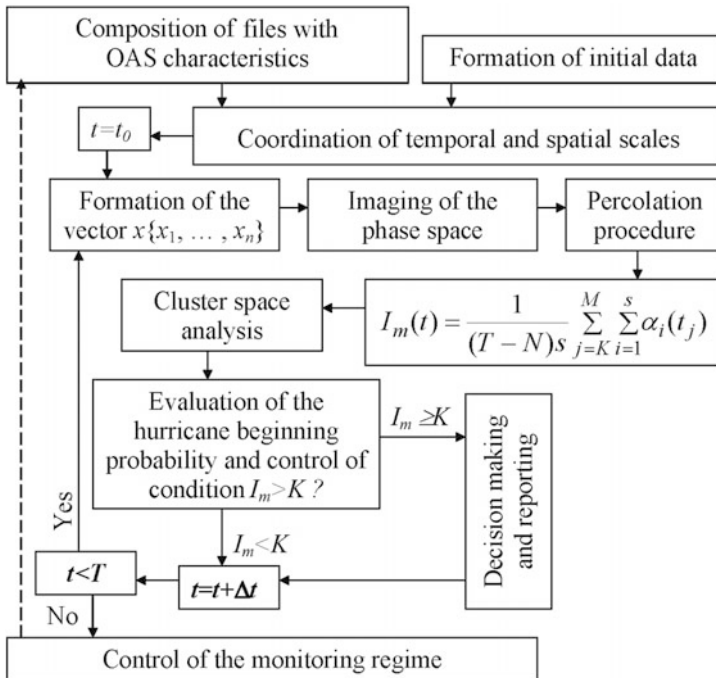 Composition of files with
OAS characteristics
Formation of initial data
t=t₀
Coordination of temporal and spatial scales
Formation of the
vector x{x₁, … , xₙ}
Imaging of the
phase space
Percolation
procedure
Cluster space
analysis
Iₘ(t) = 1/((T − N)s) ∑_{j=K}^{M} ∑_{i=1}^{s} αᵢ(tⱼ)
Evaluation of the
hurricane beginning
probability and control of
condition Iₘ>K ?
Iₘ ≥K
Decision making
and reporting
Yes
Iₘ<K
t<T
t=t+Δt
No
Control of the monitoring regime